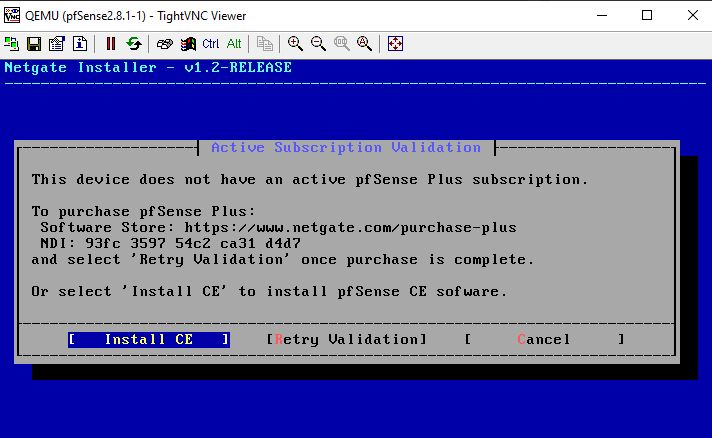 QEMU (pfSense2.8.1-1) - TightVNC Viewer
Ctrl Alt
Netgate Installer - v1.2-RELEASE
Active Subscription Validation
This device does not have an active pfSense Plus subscription.
To purchase pfSense Plus:
Software Store: https://www.netgate.com/purchase-plus
NDI: 93fc 3597 54c2 ca31 d4d7
and select 'Retry Validation' once purchase is complete.
Or select 'Install CE' to install pfSense CE sofware.
[ Install CE ] [Retry Validation] [ Cancel ]